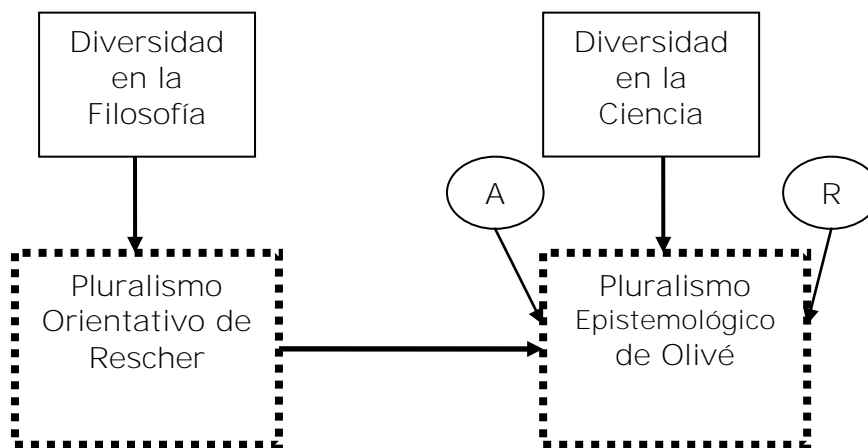 Diversidad
en la
Filosofía
Diversidad
en la
Ciencia
A
R
Pluralismo
Orientativo de
Rescher
Pluralismo
Epistemológico
de Olivé